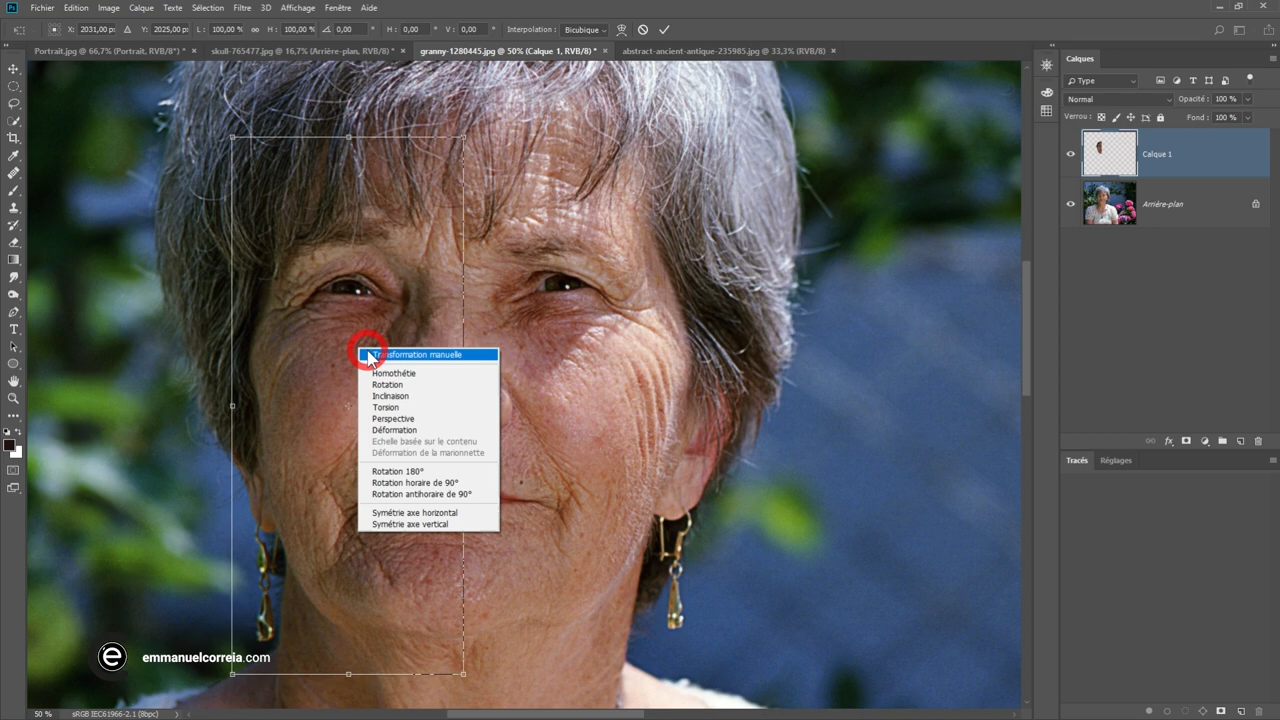 Ps Fichier Edition Image Calque Texte Sélection Filtre 3D Affichage Fenêtre Aide
X: 2031,00 px Y: 2025,00 px L: 100,00 % H: 100,00 % 0,00 ° H: 0,00 ° V: 0,00 ° Interpolation : Bicubique
Portrait.jpg @ 66,7% (Portrait, RVB/8*) * × skull-765477.jpg @ 16,7% (Arrière-plan, RVB/8) * × granny-1280445.jpg @ 50% (Calque 1, RVB/8) * × abstract-ancient-antique-235985.jpg @ 33,3% (RVB/8) ×
Calques
Type
Normal Opacité : 100 %
Verrou : Fond : 100 %
Calque 1
Arrière-plan
Transformation manuelle
Homothétie
Rotation
Inclinaison
Torsion
Perspective
Déformation
Echelle basée sur le contenu
Déformation de la marionnette
Rotation 180°
Rotation horaire de 90°
Rotation antihoraire de 90°
Symétrie axe horizontal
Symétrie axe vertical
Tracés Réglages
e emmanuelcorreia.com
50 % sRGB IEC61966-2.1 (8bpc)